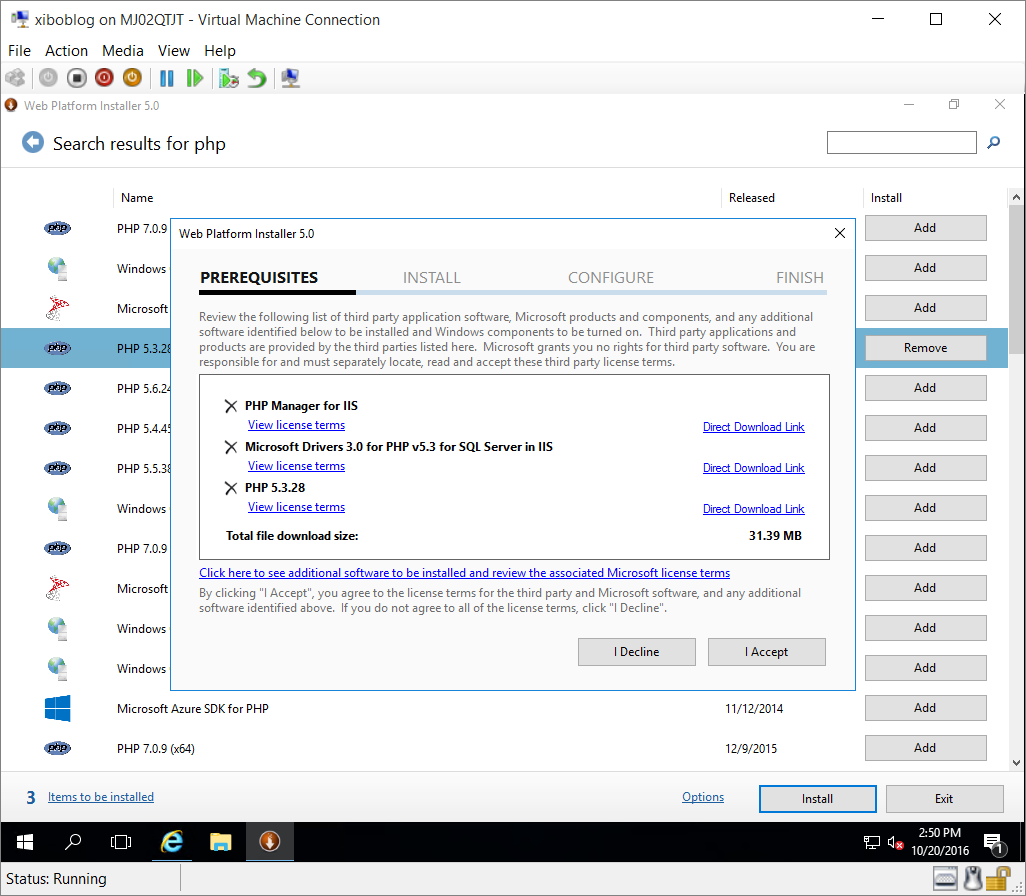 xiboblog on MJ02QTJT - Virtual Machine Connection
File Action Media View Help
Web Platform Installer 5.0
Search results for php
Name Released Install
PHP 7.0.9 Add
Windows Add
Microsoft Add
PHP 5.3.28 Remove
PHP 5.6.24 Add
PHP 5.4.45 Add
PHP 5.5.38 Add
Windows Add
PHP 7.0.9 Add
Microsoft Add
Windows Add
Windows Add
Microsoft Azure SDK for PHP 11/12/2014 Add
PHP 7.0.9 (x64) 12/9/2015 Add
Web Platform Installer 5.0
PREREQUISITES INSTALL CONFIGURE FINISH
Review the following list of third party application software, Microsoft products and components, and any additional
software identified below to be installed and Windows components to be turned on. Third party applications and
products are provided by the third parties listed here. Microsoft grants you no rights for third party software. You are
responsible for and must separately locate, read and accept these third party license terms.
PHP Manager for IIS
View license terms Direct Download Link
Microsoft Drivers 3.0 for PHP v5.3 for SQL Server in IIS
View license terms Direct Download Link
PHP 5.3.28
View license terms Direct Download Link
Total file download size: 31.39 MB
Click here to see additional software to be installed and review the associated Microsoft license terms
By clicking "I Accept", you agree to the license terms for the third party and Microsoft software, and any additional
software identified above. If you do not agree to all of the license terms, click "I Decline".
I Decline I Accept
3 Items to be installed Options Install Exit
2:50 PM
10/20/2016
1
Status: Running